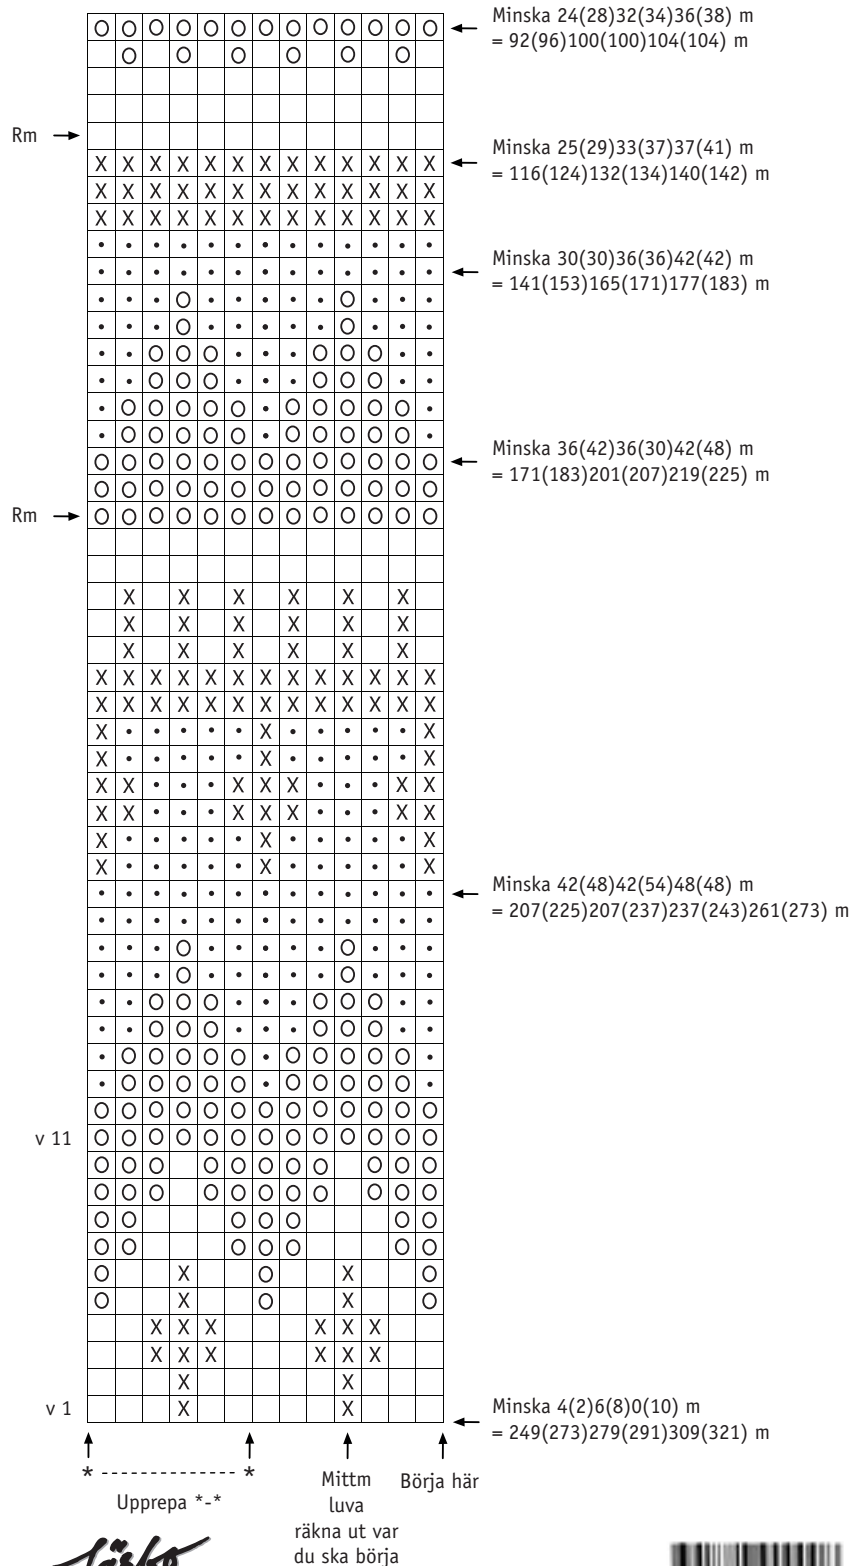 Minska 24(28)32(34)36(38) m
= 92(96)100(100)104(104) m
Rm
Minska 25(29)33(37)37(41) m
= 116(124)132(134)140(142) m
Minska 30(30)36(36)42(42) m
= 141(153)165(171)177(183) m
Minska 36(42)36(30)42(48) m
= 171(183)201(207)219(225) m
Rm
Minska 42(48)42(54)48(48) m
= 207(225)207(237)237(243)261(273) m
v 11
v 1
Minska 4(2)6(8)0(10) m
= 249(273)279(291)309(321) m
* -------------- *
Upprepa *-*
Mittm
luva
räkna ut var
du ska börja
Börja här
Järbo